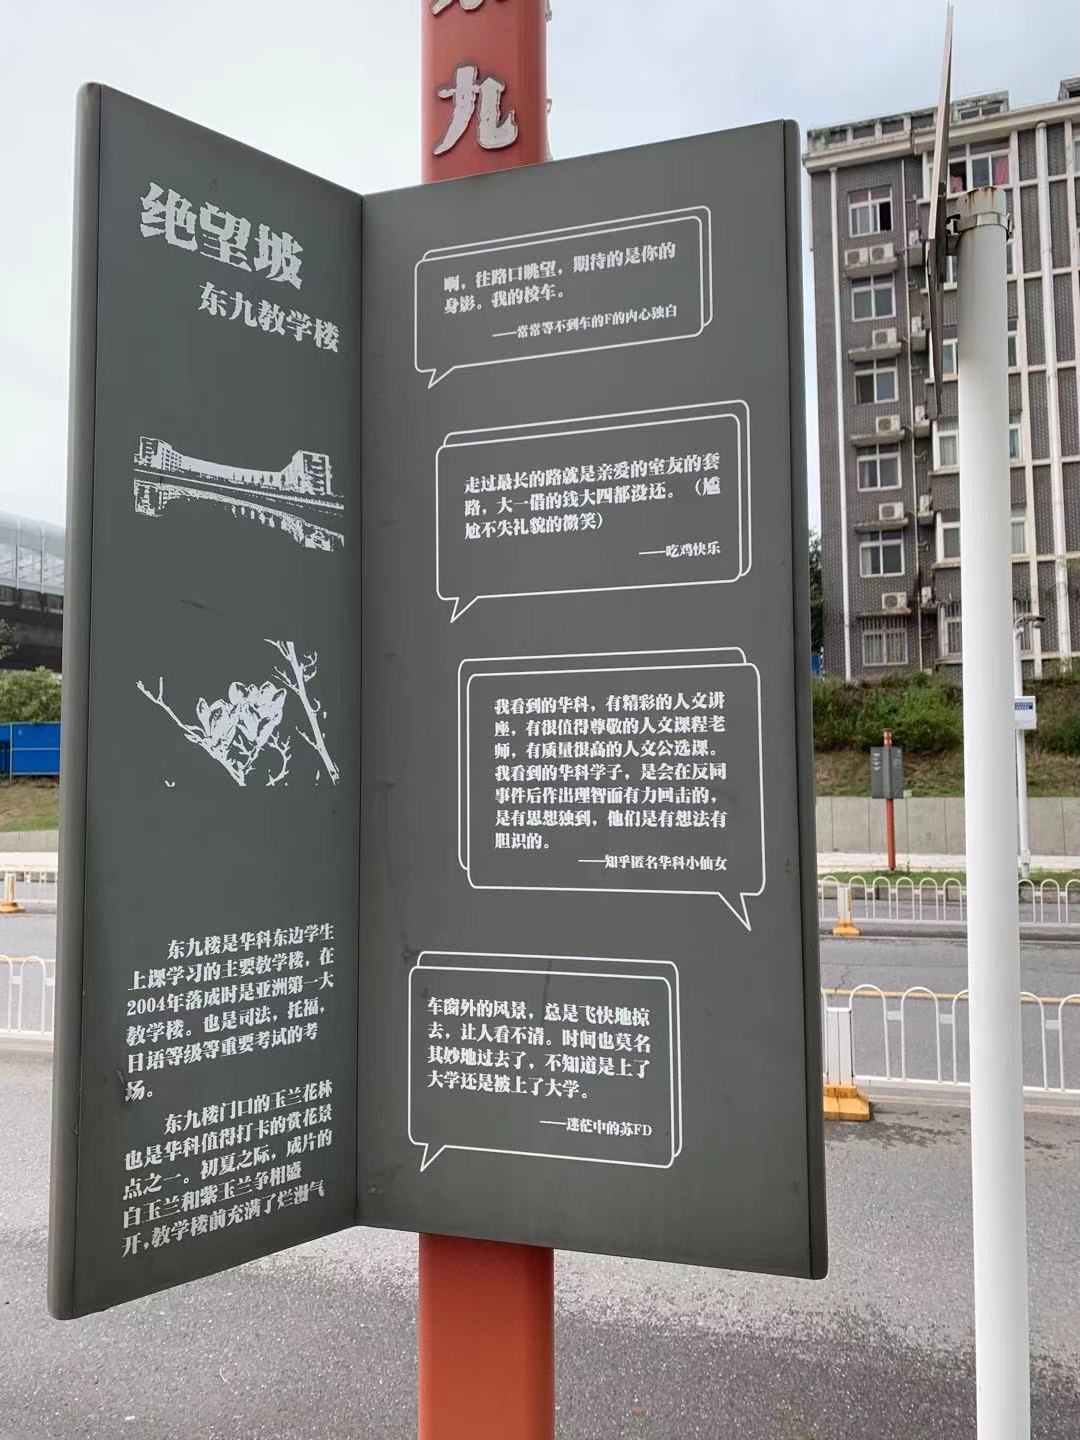 九
绝望坡
东九教学楼
东九楼是华科东边学生
上课学习的主要教学楼，在
2004年落成时是亚洲第一大
教学楼。也是司法，托福，
日语等级等重要考试的考
场。
东九楼门口的玉兰花林
也是华科值得打卡的赏花景
点之一。初夏之际，成片的
白玉兰和紫玉兰争相盛
开，教学楼前充满了烂漫气
啊，往路口眺望，期待的是你的
身影。我的校车。
——常常等不到车的F的内心独白
走过最长的路就是亲爱的室友的套
路，大一借的钱大四都没还。（尴
尬不失礼貌的微笑）
——吃鸡快乐
我看到的华科，有精彩的人文讲
座，有很值得尊敬的人文课程老
师，有质量很高的人文公选课。
我看到的华科学子，是会在反同
事件后作出理智而有力回击的，
是有思想独到，他们是有想法有
胆识的。
——知乎匿名华科小仙女
车窗外的风景，总是飞快地掠
去，让人看不清。时间也莫名
其妙地过去了，不知道是上了
大学还是被上了大学。
——迷茫中的苏FD